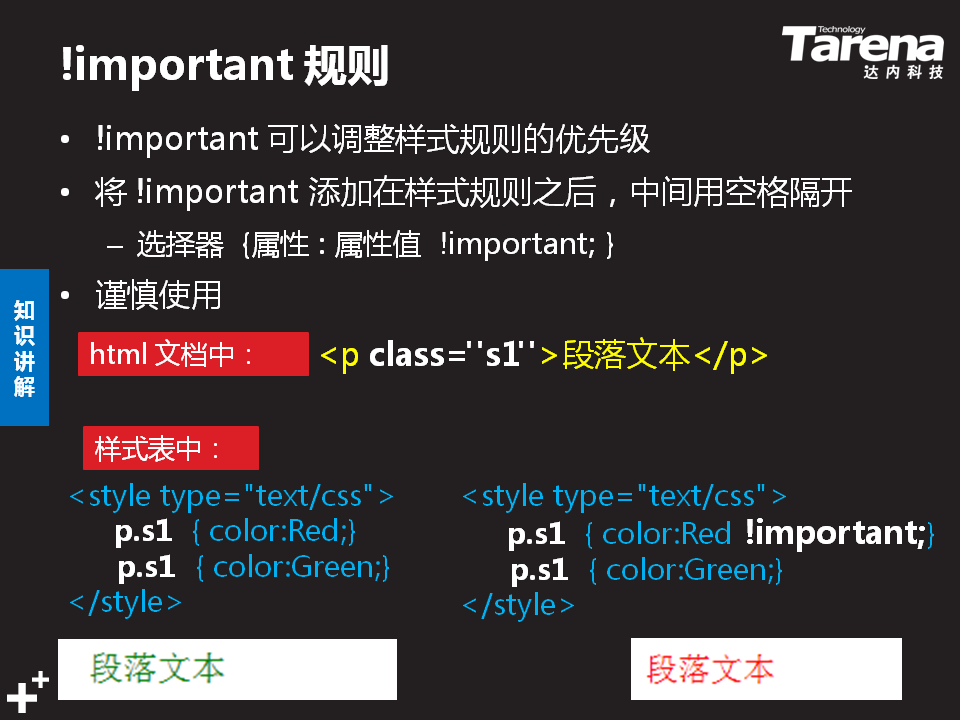 !important 规则
Technology
Tarena
达内科技
• !important 可以调整样式规则的优先级
• 将 !important 添加在样式规则之后，中间用空格隔开
– 选择器 {属性 : 属性值 !important; }
• 谨慎使用
知识讲解
html 文档中：
<p class=''s1''>段落文本</p>
样式表中：
<style type="text/css">
p.s1 { color:Red;}
p.s1 { color:Green;}
</style>
段落文本
<style type="text/css">
p.s1 { color:Red !important;}
p.s1 { color:Green;}
</style>
段落文本